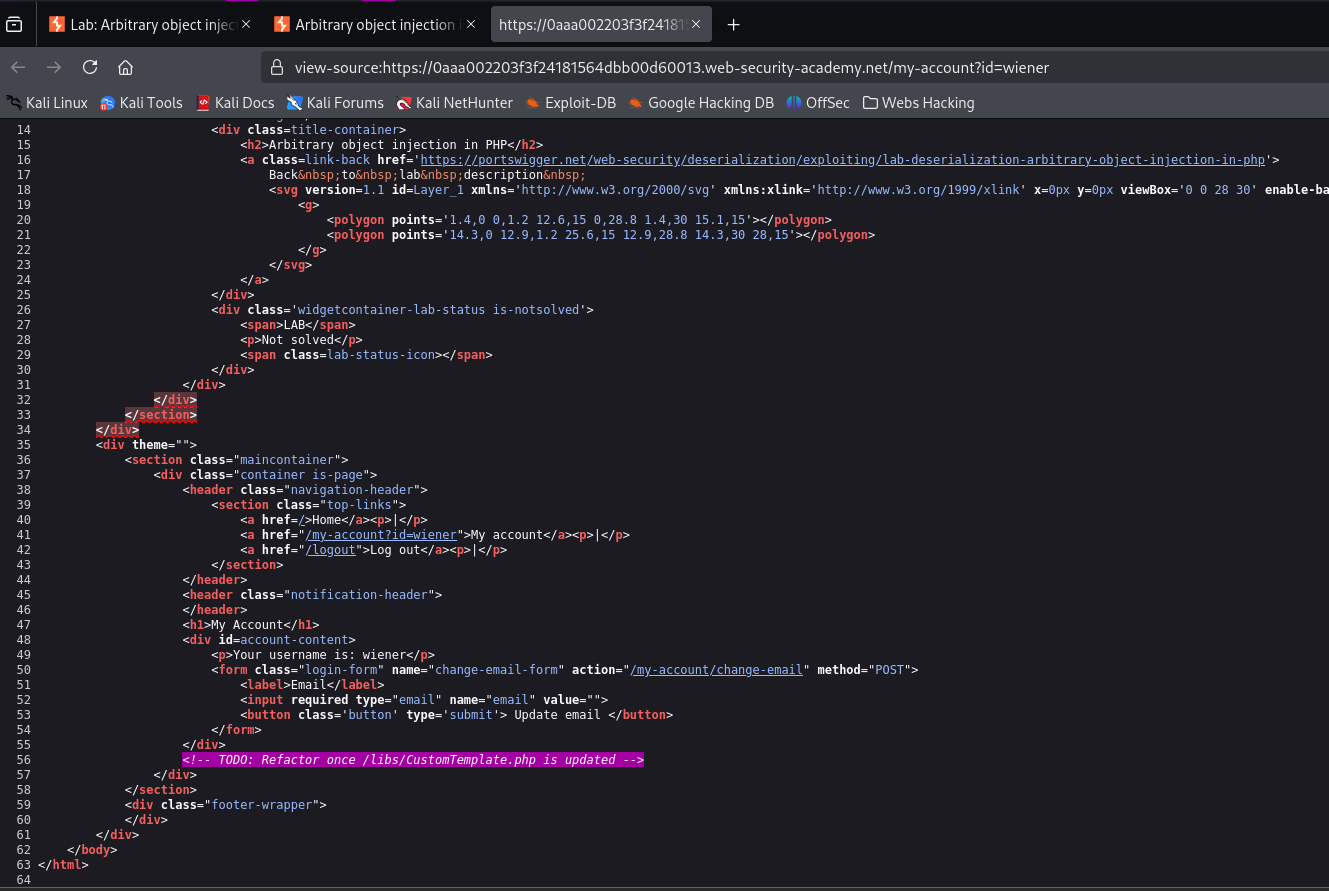 Lab: Arbitrary object injec
Arbitrary object injection
https://0aaa002203f3f24181
view-source:https://0aaa002203f3f24181564dbb00d60013.web-security-academy.net/my-account?id=wiener
Kali Linux Kali Tools Kali Docs Kali Forums Kali NetHunter Exploit-DB Google Hacking DB OffSec Webs Hacking
14 <div class=title-container>
15 <h2>Arbitrary object injection in PHP</h2>
16 <a class=link-back href='https://portswigger.net/web-security/deserialization/exploiting/lab-deserialization-arbitrary-object-injection-in-php'>
17 Back&nbsp;to&nbsp;lab&nbsp;description&nbsp;
18 <svg version=1.1 id=Layer_1 xmlns='http://www.w3.org/2000/svg' xmlns:xlink='http://www.w3.org/1999/xlink' x=0px y=0px viewBox='0 0 28 30' enable-ba
19 <g>
20 <polygon points='1.4,0 0,1.2 12.6,15 0,28.8 1.4,30 15.1,15'></polygon>
21 <polygon points='14.3,0 12.9,1.2 25.6,15 12.9,28.8 14.3,30 28,15'></polygon>
22 </g>
23 </svg>
24 </a>
25 </div>
26 <div class='widgetcontainer-lab-status is-notsolved'>
27 <span>LAB</span>
28 <p>Not solved</p>
29 <span class=lab-status-icon></span>
30 </div>
31 </div>
32 </div>
33 </section>
34 </div>
35 <div theme="">
36 <section class="maincontainer">
37 <div class="container is-page">
38 <header class="navigation-header">
39 <section class="top-links">
40 <a href=/>Home</a><p>|</p>
41 <a href="/my-account?id=wiener">My account</a><p>|</p>
42 <a href="/logout">Log out</a><p>|</p>
43 </section>
44 </header>
45 <header class="notification-header">
46 </header>
47 <h1>My Account</h1>
48 <div id=account-content>
49 <p>Your username is: wiener</p>
50 <form class="login-form" name="change-email-form" action="/my-account/change-email" method="POST">
51 <label>Email</label>
52 <input required type="email" name="email" value="">
53 <button class='button' type='submit'> Update email </button>
54 </form>
55 </div>
56 <!-- TODO: Refactor once /libs/CustomTemplate.php is updated -->
57 </div>
58 </section>
59 <div class="footer-wrapper">
60 </div>
61 </div>
62 </body>
63 </html>
64